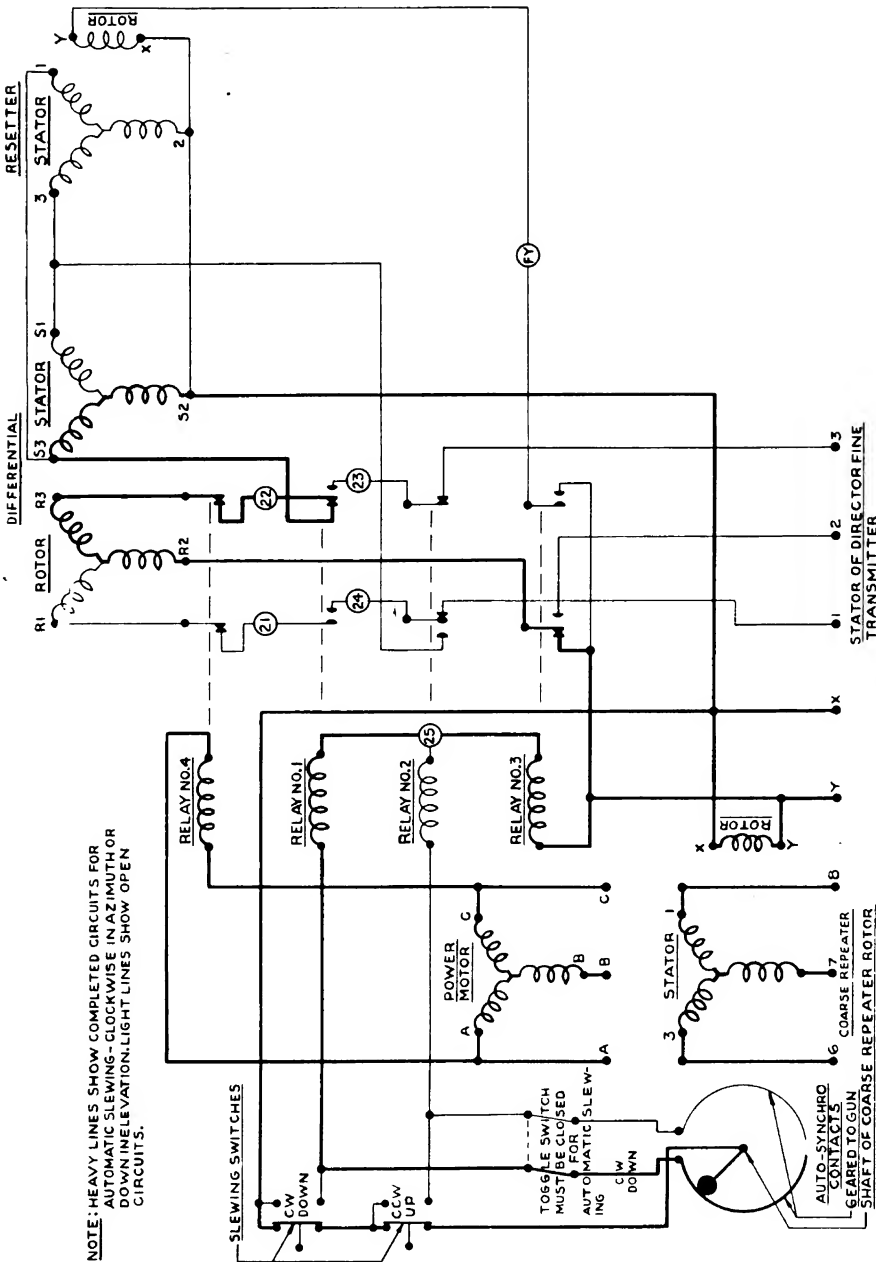 NOTE: HEAVY LINES SHOW COMPLETED CIRCUITS FOR
AUTOMATIC SLEWING-CLOCKWISE IN AZIMUTH OR
DOWN IN ELEVATION. LIGHT LINES SHOW OPEN
CIRCUITS.
RESETTER
STATOR
ROTOR
Y
X
1
2
3
DIFFERENTIAL
STATOR
S1
S2
S3
ROTOR
R3
R2
R1
22
23
21
24
FY
RELAY NO.4
RELAY NO.1
RELAY NO.2
RELAY NO.3
25
SLEWING SWITCHES
CW
DOWN
CCW
UP
POWER
MOTOR
A
B
C
A
B
C
TOGGLE SWITCH
MUST BE CLOSED
FOR
AUTOMATIC SLEW-
ING
CW
DOWN
AUTO-SYNCHRO
CONTACTS
GEARED TO GUN
SHAFT OF COARSE REPEATER ROTOR
STATOR
3
1
6
7
8
COARSE REPEATER
ROTOR
X
Y
Y
X
1
2
3
STATOR OF DIRECTOR FINE
TRANSMITTER